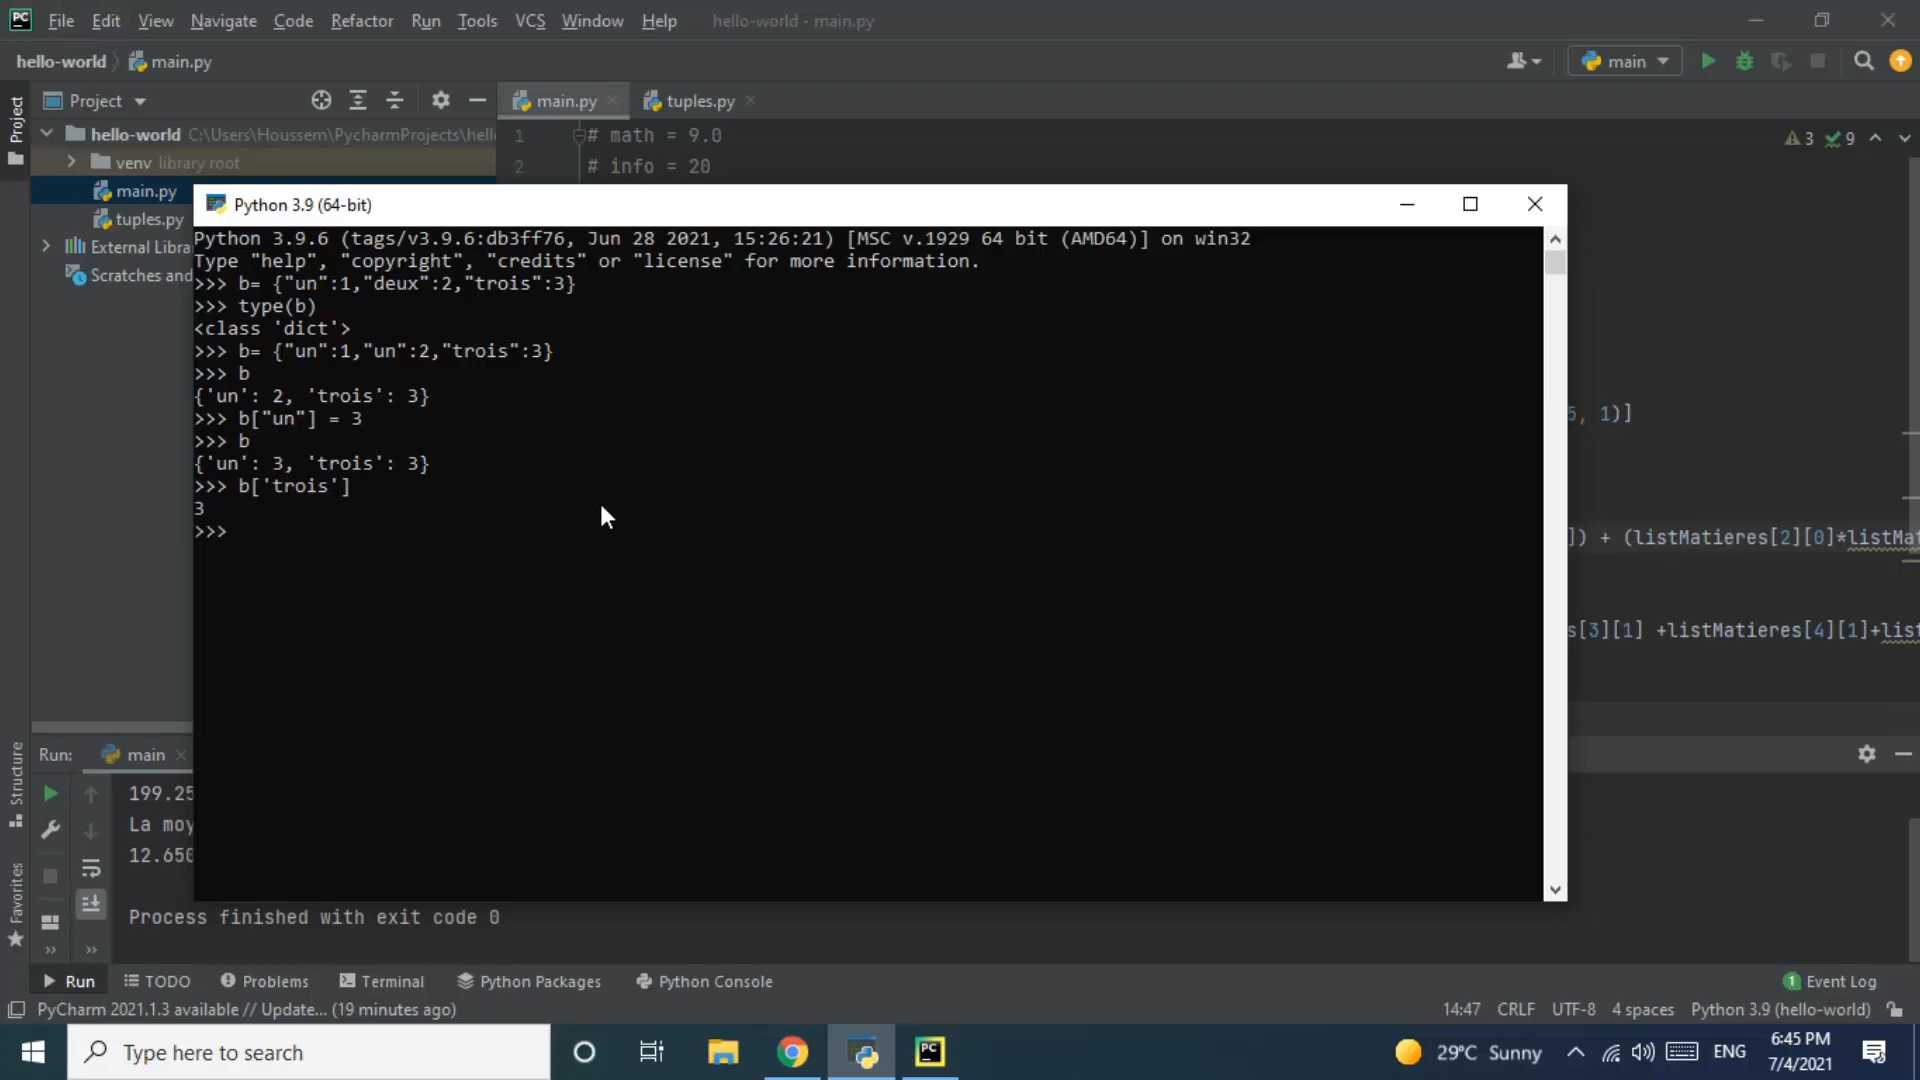 PC File Edit View Navigate Code Refactor Run Tools VCS Window Help hello-world - main.py
hello-world main.py main
Project
Project main.py tuples.py
hello-world C:\Users\Houssem\PycharmProjects\hell
venv library root
main.py
tuples.py
External Libra
Scratches and
1 # math = 9.0
2 # info = 20
3 9
Python 3.9 (64-bit)
Python 3.9.6 (tags/v3.9.6:db3ff76, Jun 28 2021, 15:26:21) [MSC v.1929 64 bit (AMD64)] on win32
Type "help", "copyright", "credits" or "license" for more information.
>>> b= {"un":1,"deux":2,"trois":3}
>>> type(b)
<class 'dict'>
>>> b= {"un":1,"un":2,"trois":3}
>>> b
{'un': 2, 'trois': 3}
>>> b["un"] = 3
>>> b
{'un': 3, 'trois': 3}
>>> b['trois']
3
>>>
5, 1)]
]) + (listMatieres[2][0]*listMat
s[3][1] +listMatieres[4][1]+list
Structure
Favorites
Run: main
199.25
La moy
12.650
Process finished with exit code 0
Run TODO Problems Terminal Python Packages Python Console 1 Event Log
PyCharm 2021.1.3 available // Update... (19 minutes ago) 14:47 CRLF UTF-8 4 spaces Python 3.9 (hello-world)
Type here to search PC 29°C Sunny ENG 6:45 PM
7/4/2021